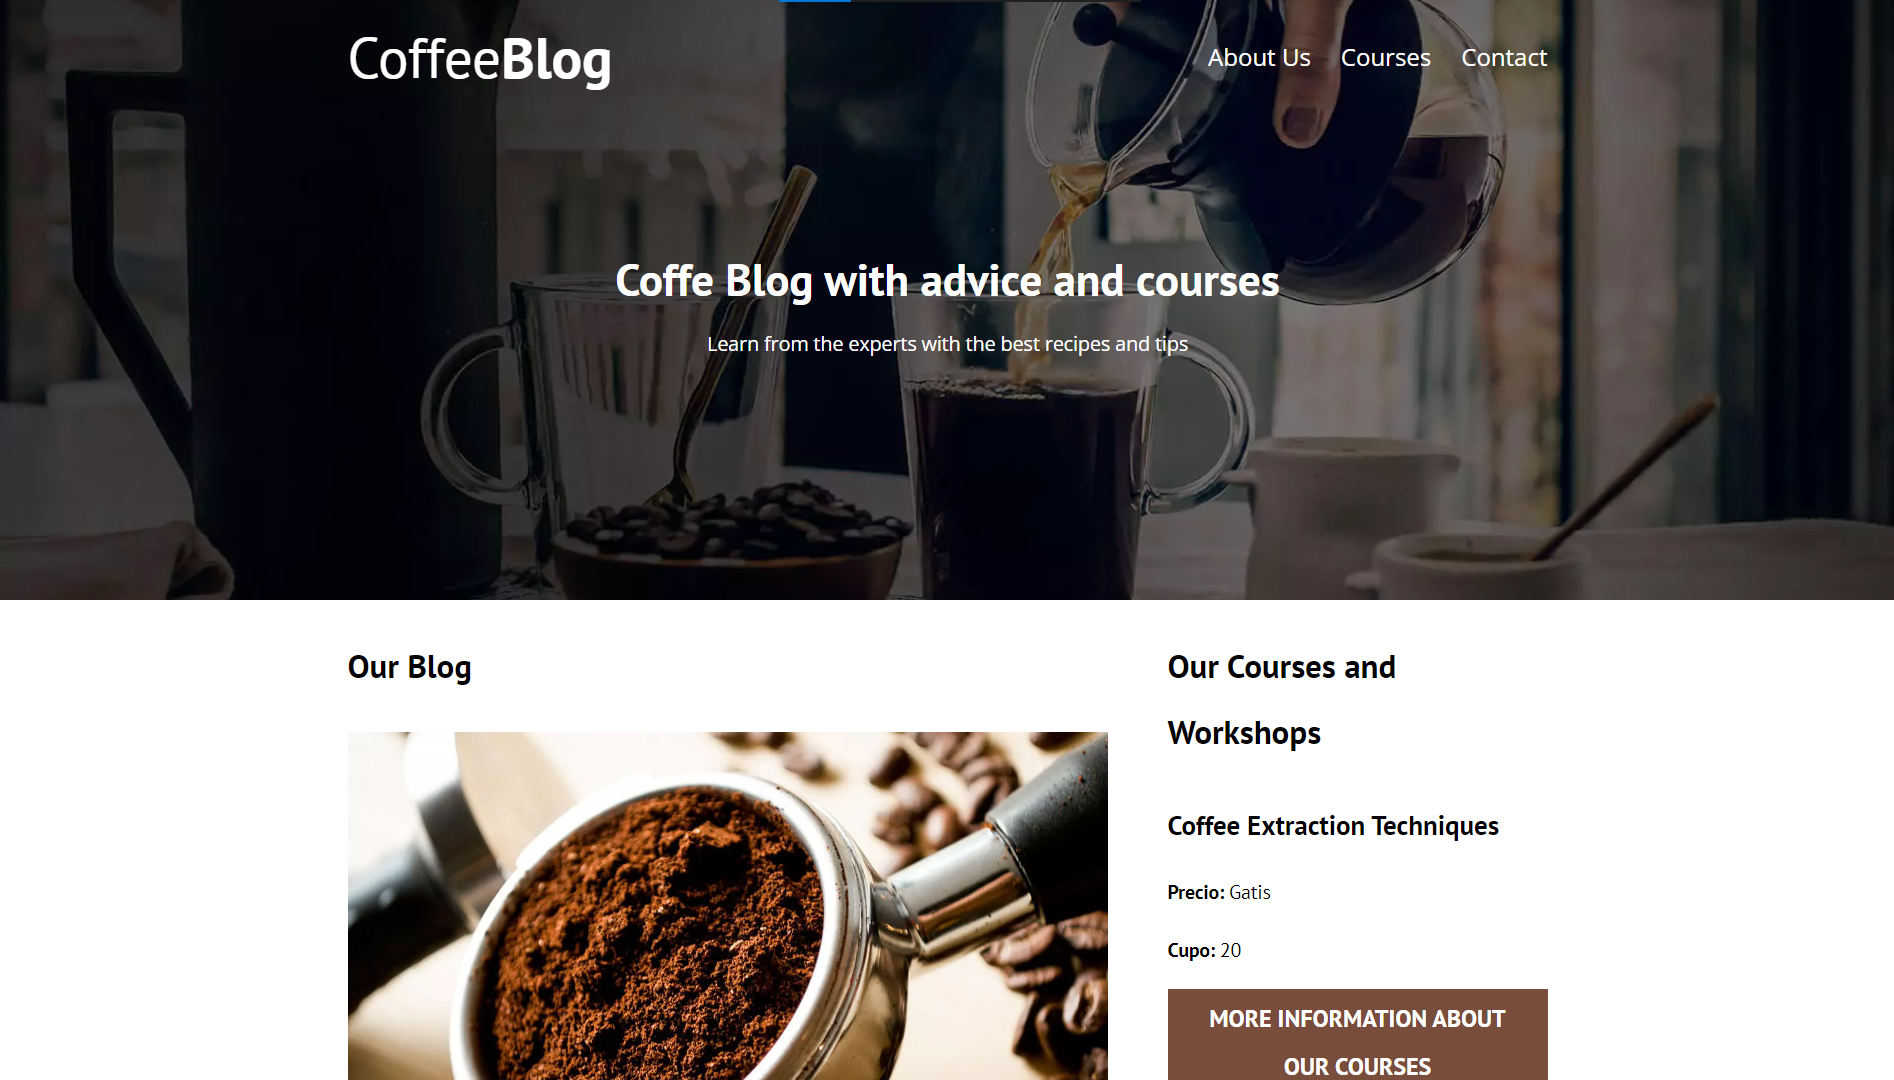 CoffeeBlog
About Us Courses Contact
Coffe Blog with advice and courses
Learn from the experts with the best recipes and tips
Our Blog
Our Courses and
Workshops
Coffee Extraction Techniques
Precio: Gatis
Cupo: 20
MORE INFORMATION ABOUT
OUR COURSES